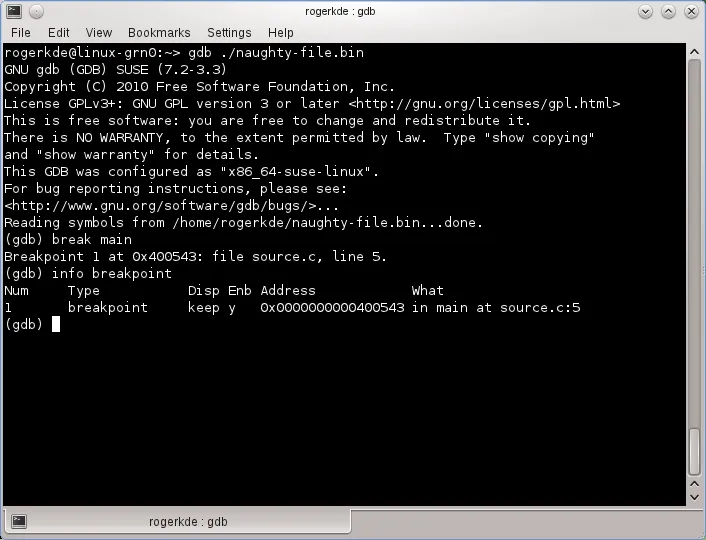 rogerkde : gdb
File Edit View Bookmarks Settings Help
rogerkde@linux-grn0:~> gdb ./naughty-file.bin
GNU gdb (GDB) SUSE (7.2-3.3)
Copyright (C) 2010 Free Software Foundation, Inc.
License GPLv3+: GNU GPL version 3 or later <http://gnu.org/licenses/gpl.html>
This is free software: you are free to change and redistribute it.
There is NO WARRANTY, to the extent permitted by law.  Type "show copying"
and "show warranty" for details.
This GDB was configured as "x86_64-suse-linux".
For bug reporting instructions, please see:
<http://www.gnu.org/software/gdb/bugs/>...
Reading symbols from /home/rogerkde/naughty-file.bin...done.
(gdb) break main
Breakpoint 1 at 0x400543: file source.c, line 5.
(gdb) info breakpoint
Num     Type           Disp Enb Address            What
1       breakpoint     keep y   0x0000000000400543 in main at source.c:5
(gdb)
rogerkde : gdb